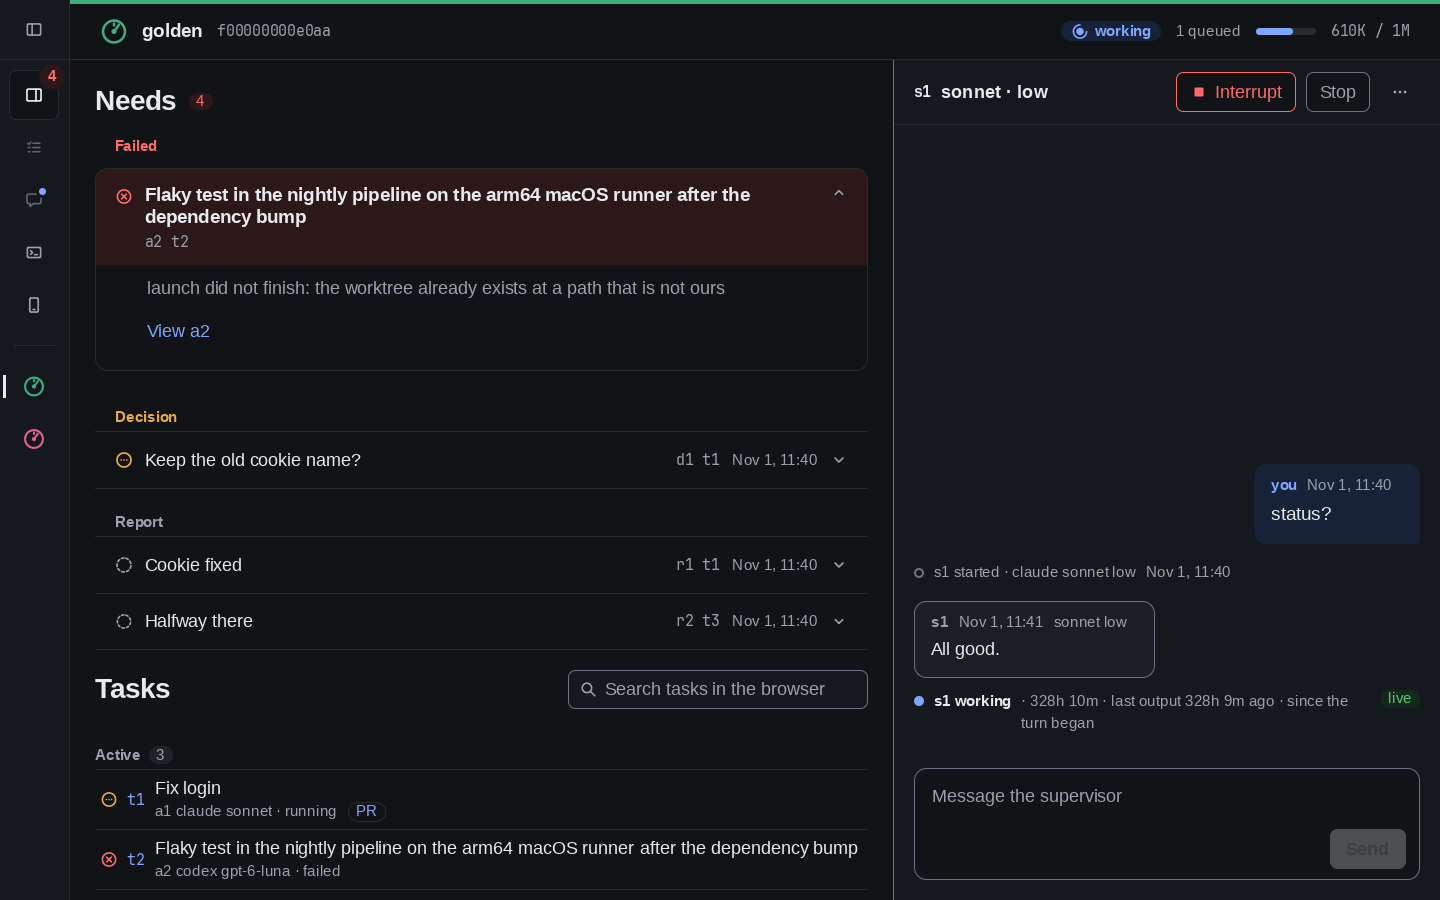 golden f00000000e0aa
working 1 queued 610K / 1M
4
Needs 4
Failed
Flaky test in the nightly pipeline on the arm64 macOS runner after the
dependency bump
a2 t2
launch did not finish: the worktree already exists at a path that is not ours
View a2
Decision
Keep the old cookie name? d1 t1 Nov 1, 11:40
Report
Cookie fixed r1 t1 Nov 1, 11:40
Halfway there r2 t3 Nov 1, 11:40
Tasks Search tasks in the browser
Active 3
t1 Fix login
a1 claude sonnet · running PR
t2 Flaky test in the nightly pipeline on the arm64 macOS runner after the dependency bump
a2 codex gpt-6-luna · failed
s1 sonnet · low Interrupt Stop
you Nov 1, 11:40
status?
s1 started · claude sonnet low Nov 1, 11:40
s1 Nov 1, 11:41 sonnet low
All good.
s1 working · 328h 10m · last output 328h 9m ago · since the live
turn began
Message the supervisor
Send